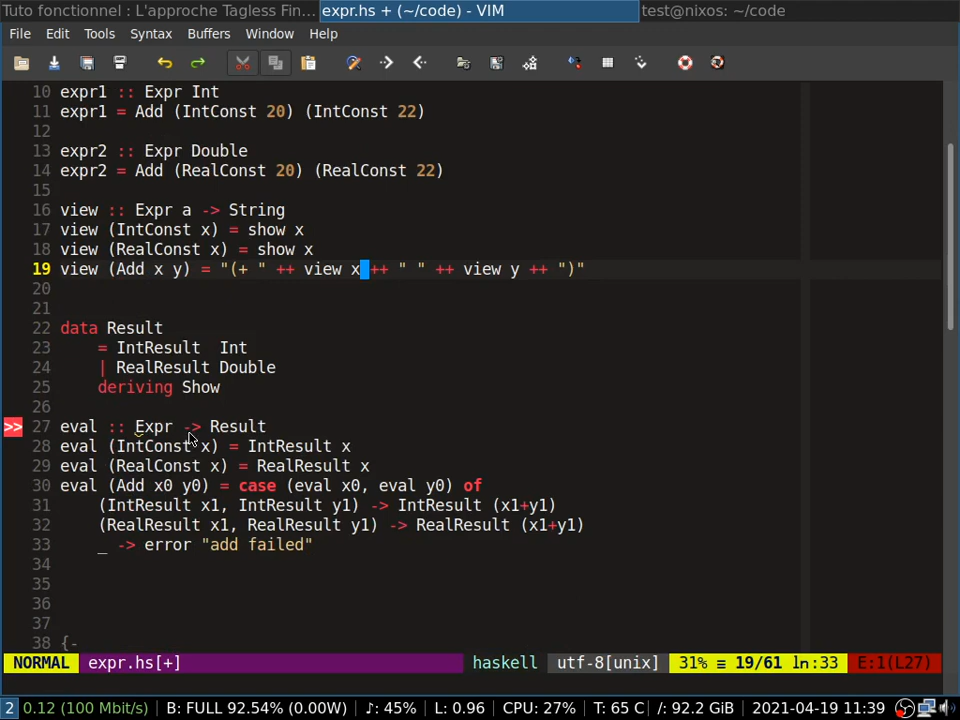 Tuto fonctionnel : L'approche Tagless Fin... expr.hs + (~/code) - VIM test@nixos: ~/code
File Edit Tools Syntax Buffers Window Help
10 expr1 :: Expr Int
11 expr1 = Add (IntConst 20) (IntConst 22)
12
13 expr2 :: Expr Double
14 expr2 = Add (RealConst 20) (RealConst 22)
15
16 view :: Expr a -> String
17 view (IntConst x) = show x
18 view (RealConst x) = show x
19 view (Add x y) = "(+ " ++ view x ++ " " ++ view y ++ ")"
20
21
22 data Result
23     = IntResult  Int
24     | RealResult Double
25     deriving Show
26
>> 27 eval :: Expr -> Result
28 eval (IntConst x) = IntResult x
29 eval (RealConst x) = RealResult x
30 eval (Add x0 y0) = case (eval x0, eval y0) of
31     (IntResult x1, IntResult y1) -> IntResult (x1+y1)
32     (RealResult x1, RealResult y1) -> RealResult (x1+y1)
33     _ -> error "add failed"
34
35
36
37
38 {-
NORMAL expr.hs[+] haskell utf-8[unix] 31% ≡ 19/61 ln:33 E:1(L27)
2 0.12 (100 Mbit/s) B: FULL 92.54% (0.00W) ♪: 45% L: 0.96 CPU: 27% T: 65 C /: 92.2 GiB 2021-04-19 11:39